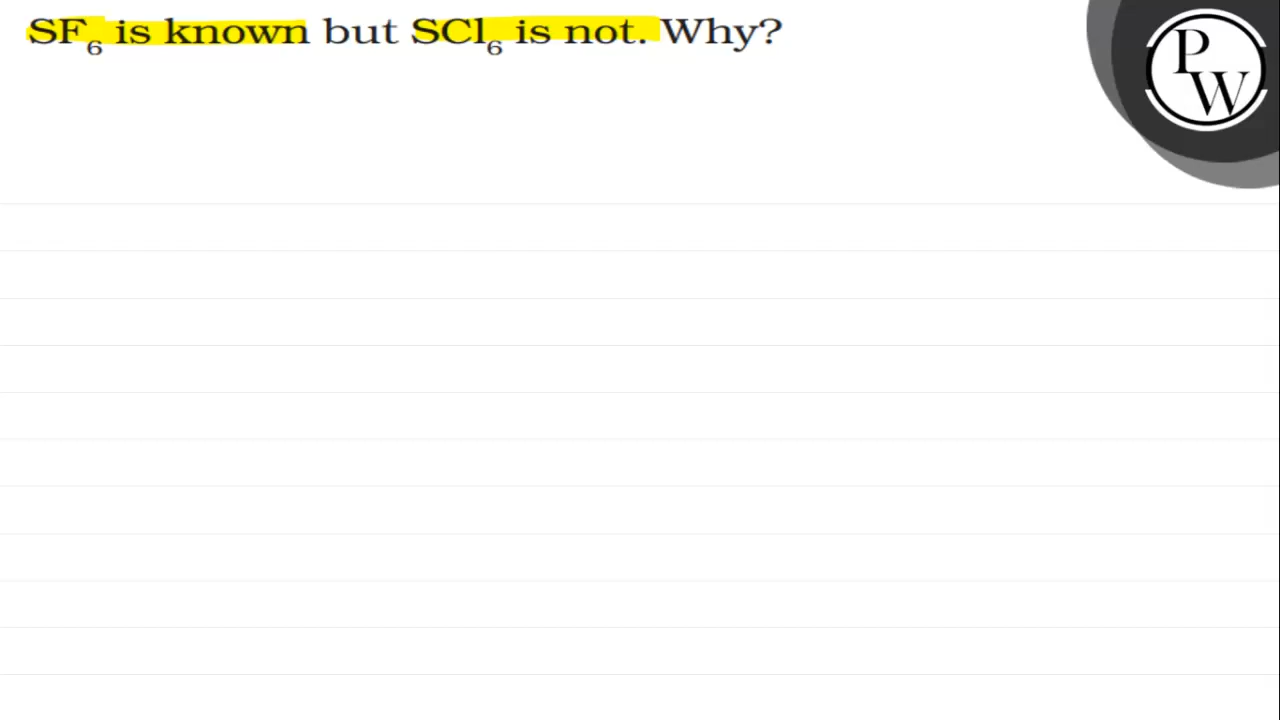 SF₆ is known but SCl₆ is not. Why?
PW